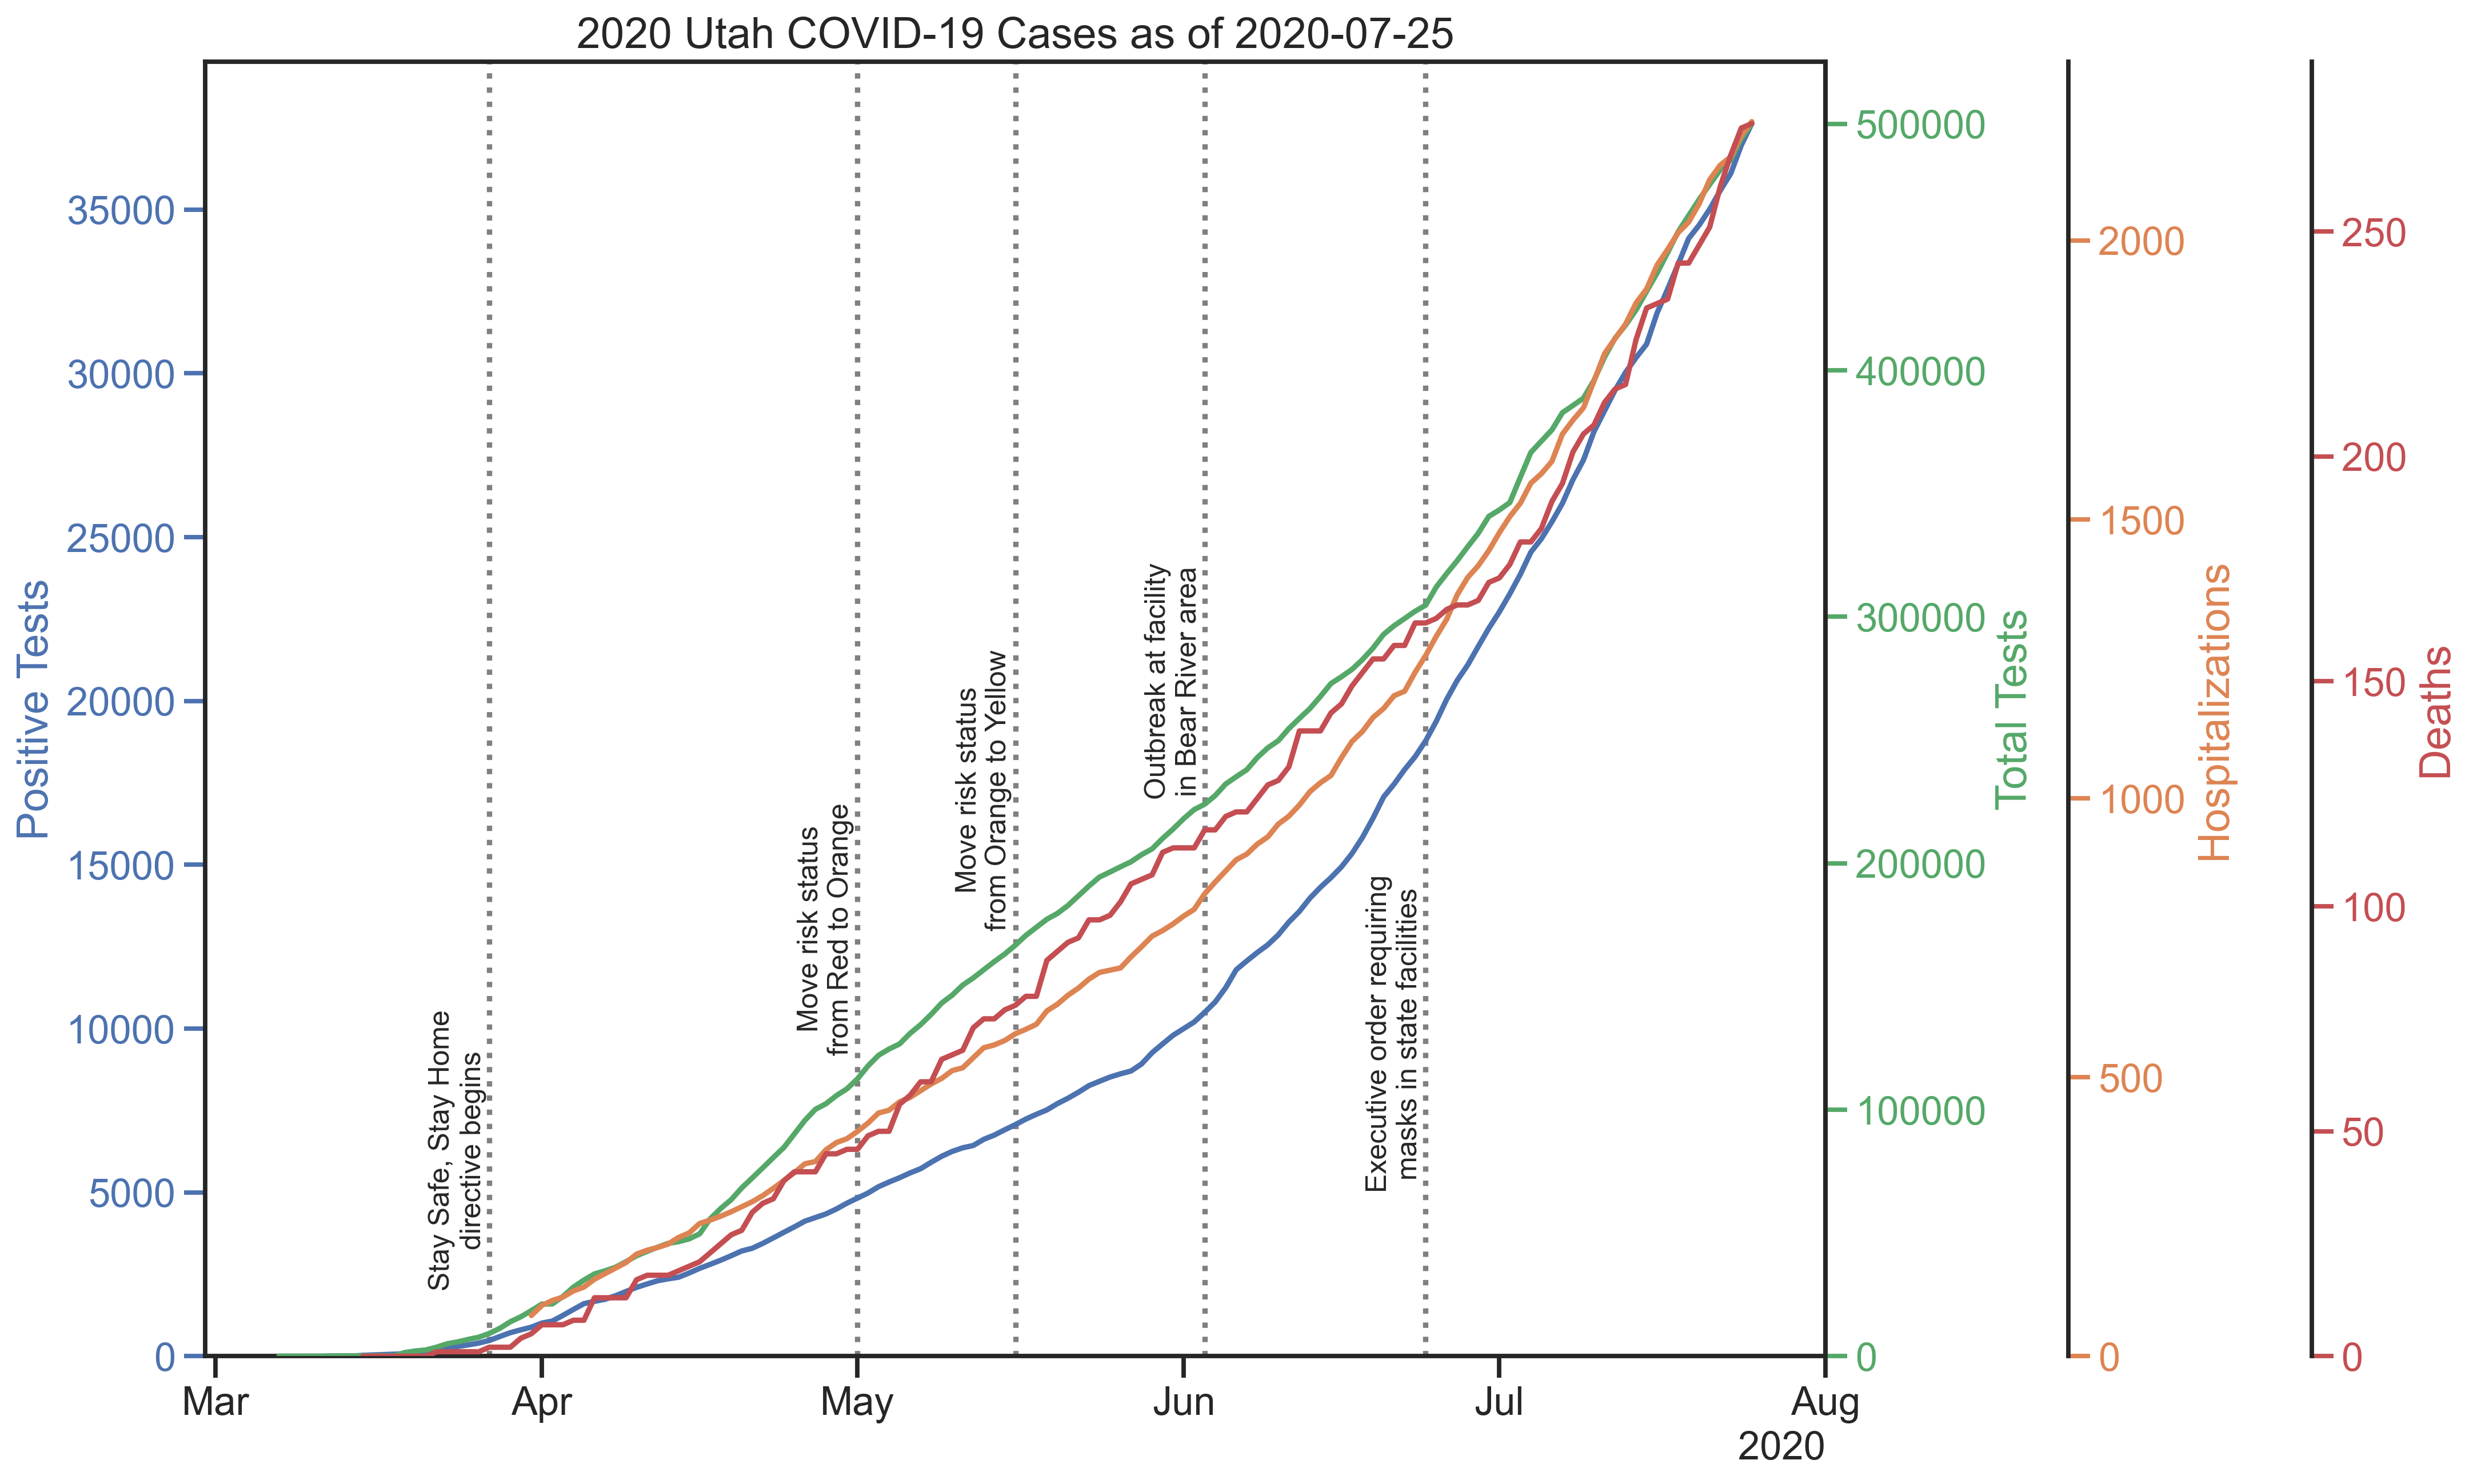 2020 Utah COVID-19 Cases as of 2020-07-25
Positive Tests
35000
30000
25000
20000
15000
10000
5000
0
Stay Safe, Stay Home
directive begins
Move risk status
from Red to Orange
Move risk status
from Orange to Yellow
Outbreak at facility
in Bear River area
Executive order requiring
masks in state facilities
Mar
Apr
May
Jun
Jul
Aug
2020
500000
400000
300000
200000
100000
0
Total Tests
2000
1500
1000
500
0
Hospitalizations
250
200
150
100
50
0
Deaths